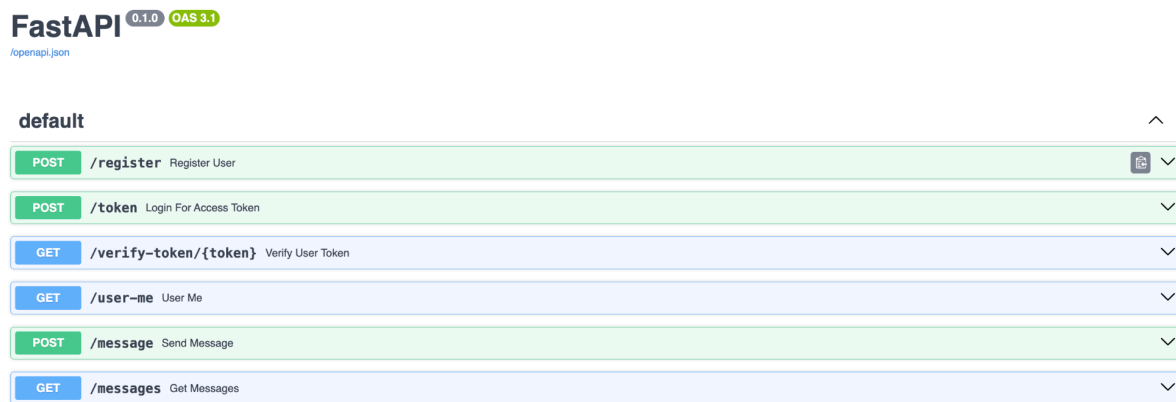 FastAPI 0.1.0 OAS 3.1
/openapi.json
default
POST /register Register User
POST /token Login For Access Token
GET /verify-token/{token} Verify User Token
GET /user-me User Me
POST /message Send Message
GET /messages Get Messages